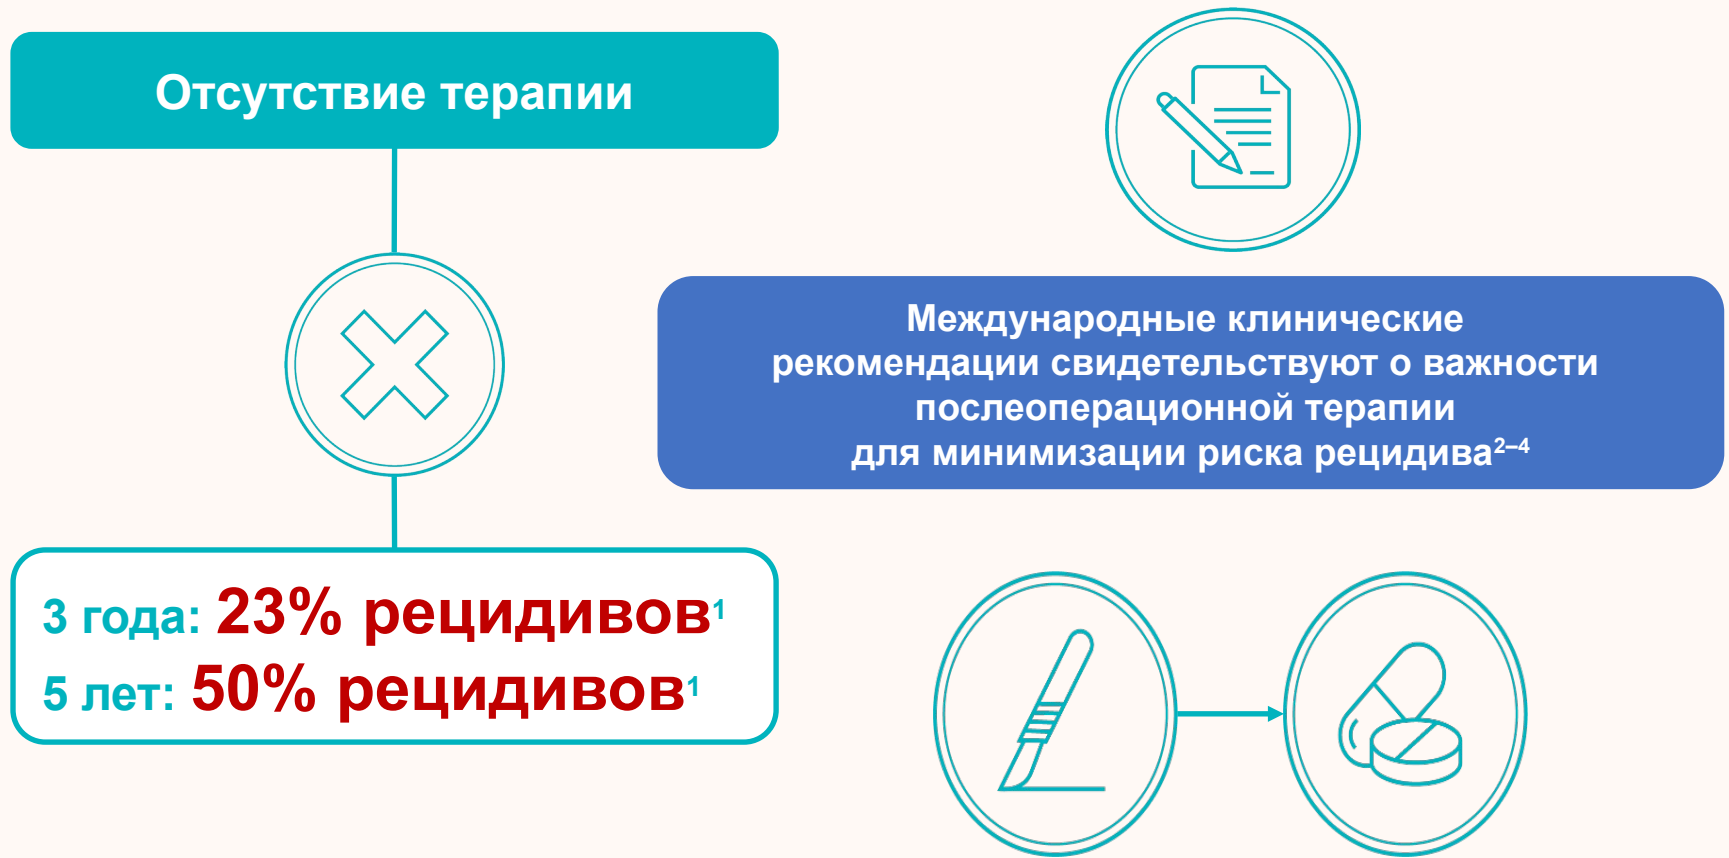 Отсутствие терапии
3 года: 23% рецидивов¹
5 лет: 50% рецидивов¹
Международные клинические
рекомендации свидетельствуют о важности
послеоперационной терапии
для минимизации риска рецидива²⁻⁴